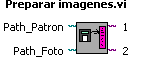 Preparar imagenes.vi
Path_Patron 1
Path_Foto 2